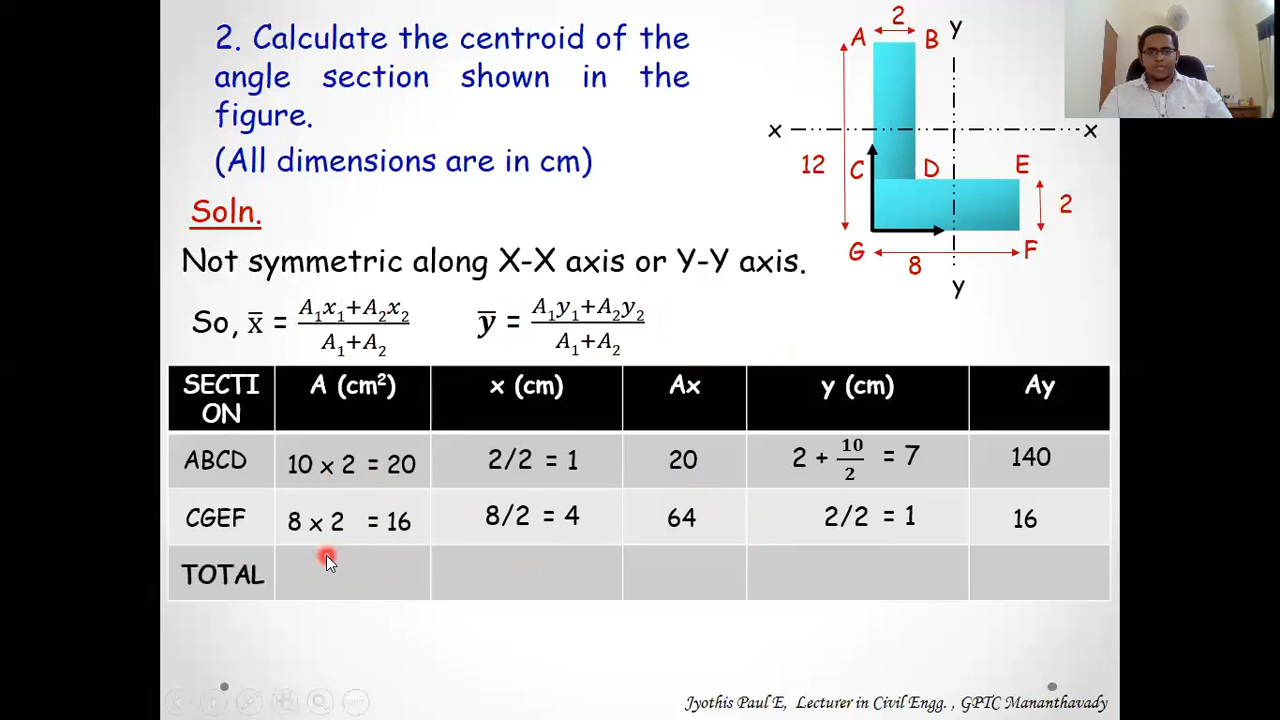 2. Calculate the centroid of the
angle section shown in the
figure.
(All dimensions are in cm)
Soln.
Not symmetric along X-X axis or Y-Y axis.
So, x̄ = (A₁x₁+A₂x₂)/(A₁+A₂) ȳ = (A₁y₁+A₂y₂)/(A₁+A₂)
2
A B y
x x
12 C D E
2
G 8 F
y
SECTI
ON A (cm²) x (cm) Ax y (cm) Ay
ABCD 10 x 2 = 20 2/2 = 1 20 2 + 10/2 = 7 140
CGEF 8 x 2 = 16 8/2 = 4 64 2/2 = 1 16
TOTAL
Jyothis Paul E, Lecturer in Civil Engg. , GPTC Mananthavady